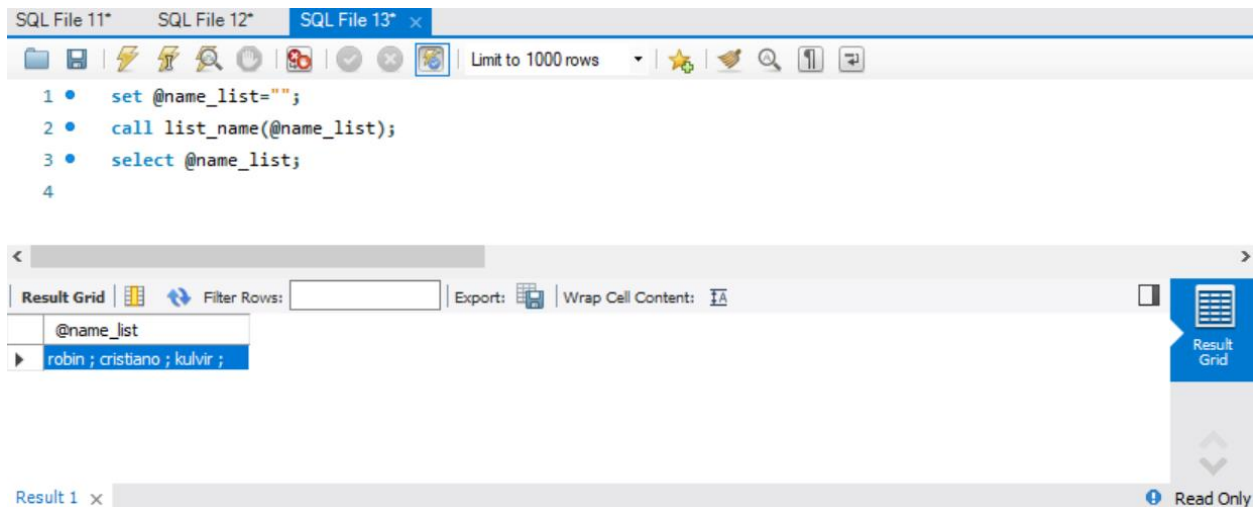 SQL File 11* SQL File 12* SQL File 13* ×
Limit to 1000 rows
1 set @name_list="";
2 call list_name(@name_list);
3 select @name_list;
4
Result Grid Filter Rows: Export: Wrap Cell Content: IA
@name_list
robin ; cristiano ; kulvir ;
Result
Grid
Result 1 × Read Only